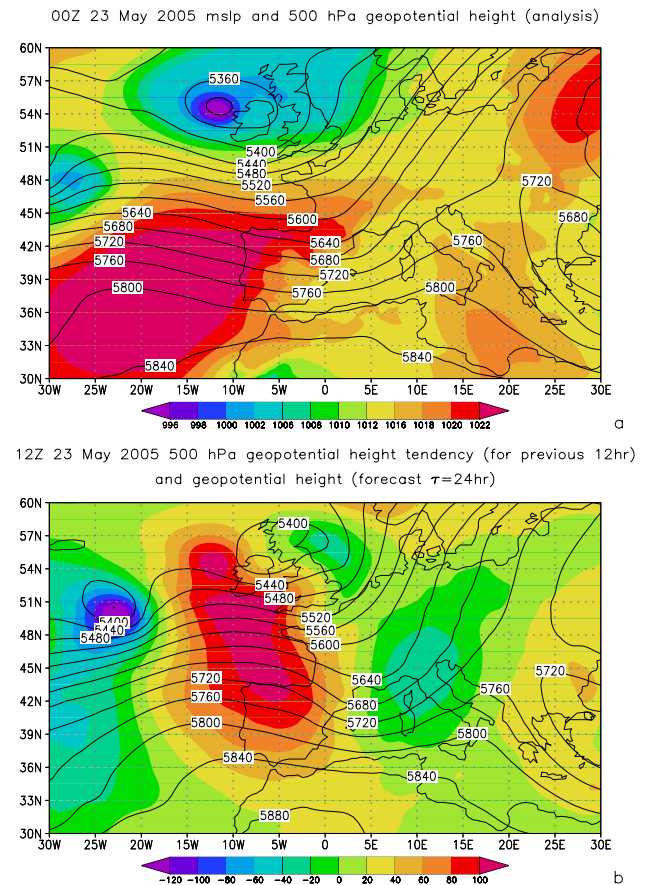 00Z 23 May 2005 mslp and 500 hPa geopotential height (analysis)
60N
57N
54N
51N
48N
45N
42N
39N
36N
33N
30N
5360
5400
5440
5480
5520
5560
5600
5640
5640
5680
5680
5720
5720
5760
5760
5800
5840
5720
5680
5760
5800
5840
30W 25W 20W 15W 10W 5W 0 5E 10E 15E 20E 25E 30E
996 998 1000 1002 1006 1008 1010 1012 1016 1018 1020 1022
a
12Z 23 May 2005 500 hPa geopotential height tendency (for previous 12hr)
and geopotential height (forecast τ=24hr)
60N
57N
54N
51N
48N
45N
42N
39N
36N
33N
30N
5400
5440
5480
5400
5440
5480
5520
5560
5600
5640
5680
5720
5720
5760
5800
5840
5880
5720
5760
5800
5840
30W 25W 20W 15W 10W 5W 0 5E 10E 15E 20E 25E 30E
−120 −100 −80 −60 −40 −20 0 20 40 60 80 100
b